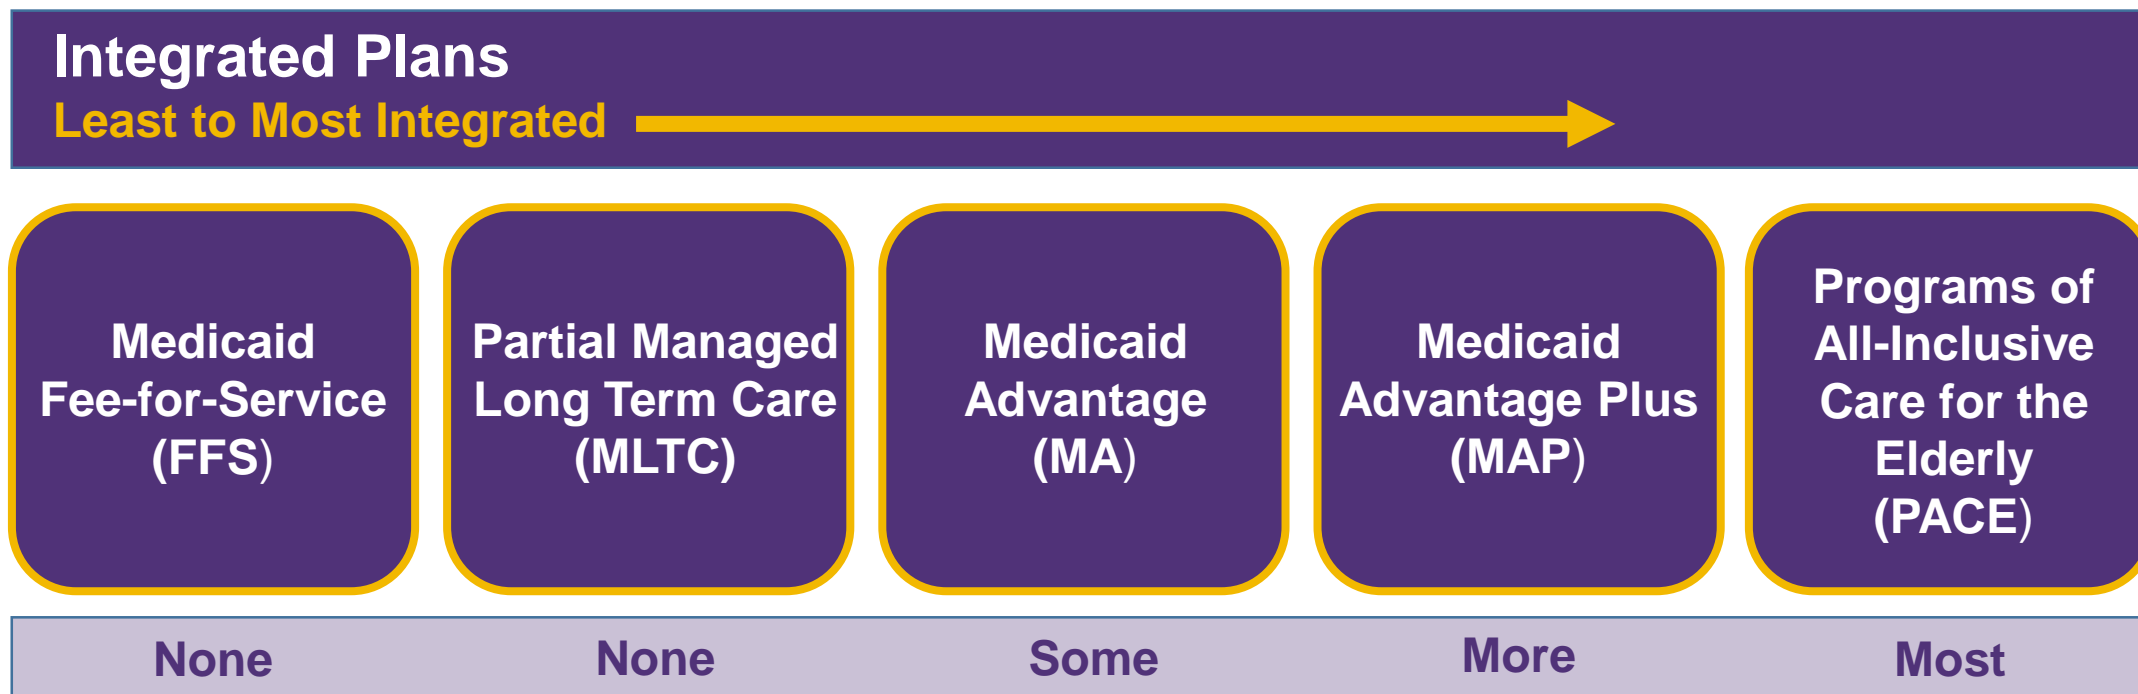 Integrated Plans
Least to Most Integrated
Medicaid
Fee-for-Service
(FFS)
Partial Managed
Long Term Care
(MLTC)
Medicaid
Advantage
(MA)
Medicaid
Advantage Plus
(MAP)
Programs of
All-Inclusive
Care for the
Elderly
(PACE)
None
None
Some
More
Most